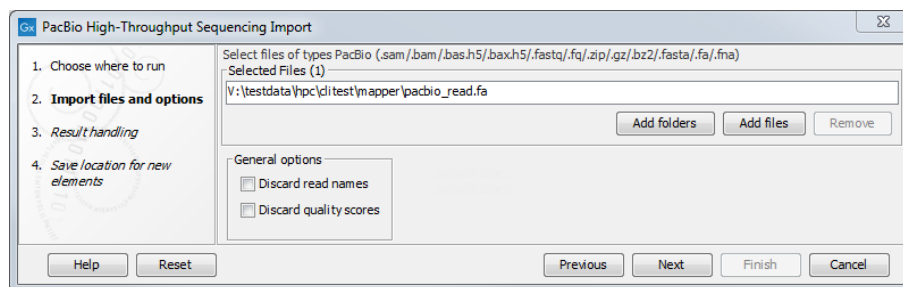 Gx PacBio High-Throughput Sequencing Import
1. Choose where to run
2. Import files and options
3. Result handling
4. Save location for new
elements
Select files of types PacBio (.sam/.bam/.bas.h5/.bax.h5/.fastq/.fq/.zip/.gz/.bz2/.fasta/.fa/.fna)
Selected Files (1)
V:\testdata\hpc\clitest\mapper\pacbio_read.fa
Add folders Add files Remove
General options
Discard read names
Discard quality scores
Help Reset Previous Next Finish Cancel